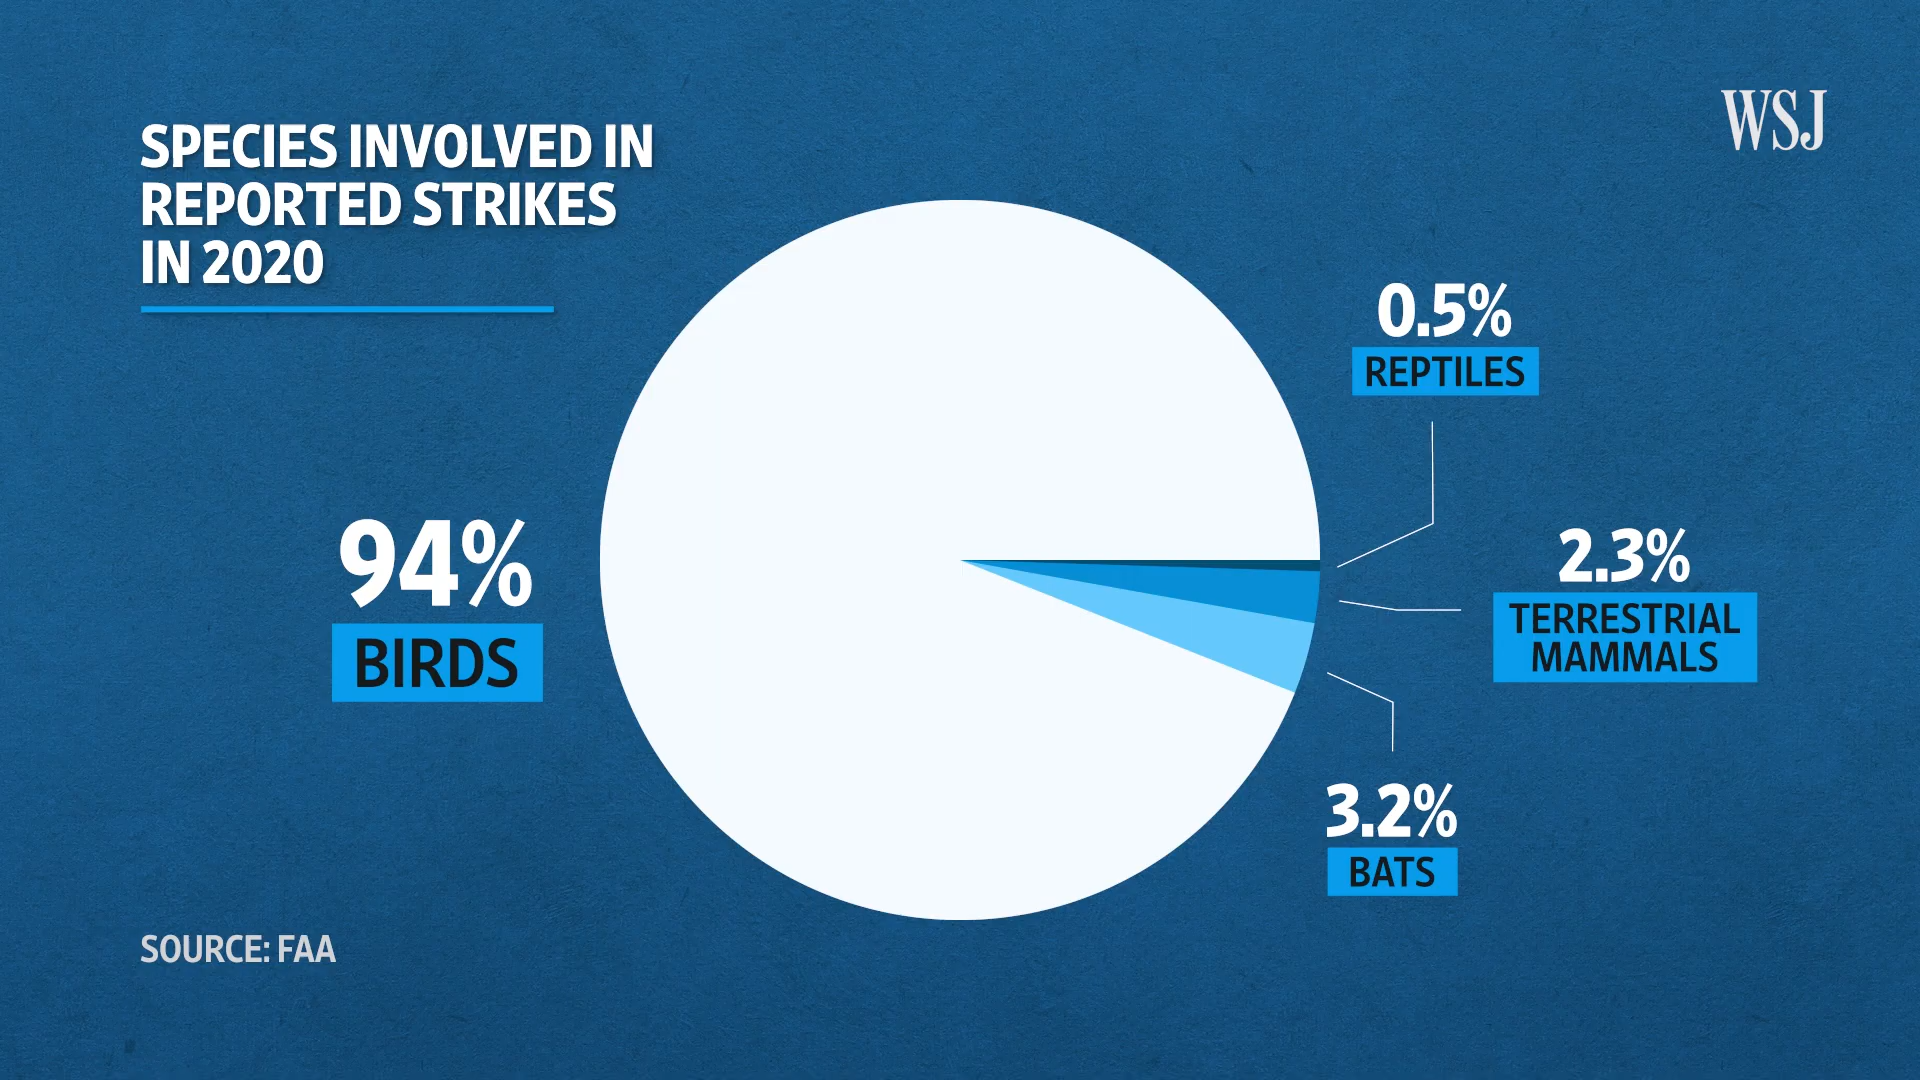 SPECIES INVOLVED IN
REPORTED STRIKES
IN 2020
WSJ
0.5%
REPTILES
94%
BIRDS
2.3%
TERRESTRIAL
MAMMALS
3.2%
BATS
SOURCE: FAA